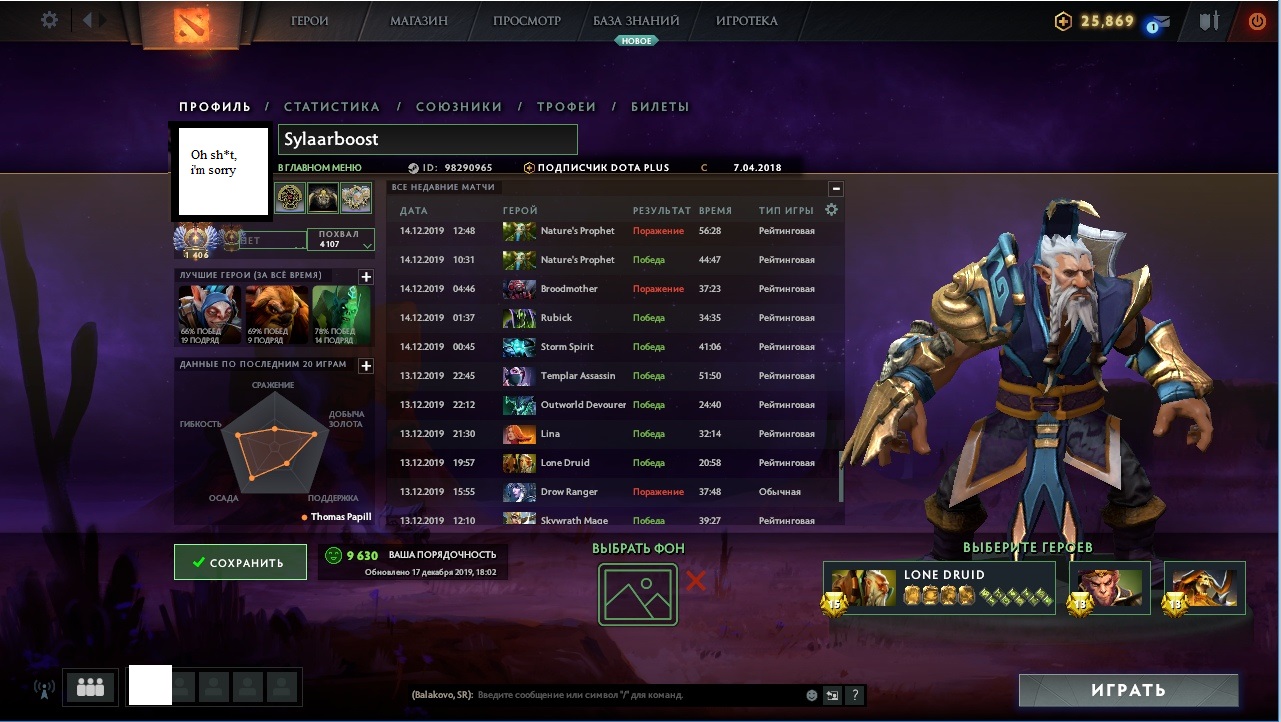 ГЕРОИ МАГАЗИН ПРОСМОТР БАЗА ЗНАНИЙ ИГРОТЕКА 25,869 1
НОВОЕ
ПРОФИЛЬ / СТАТИСТИКА / СОЮЗНИКИ / ТРОФЕИ / БИЛЕТЫ
Oh sh*t,
i'm sorry
Sylaarboost
В ГЛАВНОМ МЕНЮ ID: 98290965 ПОДПИСЧИК DOTA PLUS С 7.04.2018
ПОХВАЛ
4 107
1 406
ЛУЧШИЕ ГЕРОИ (ЗА ВСЁ ВРЕМЯ)
66% ПОБЕД 69% ПОБЕД 78% ПОБЕД
19 ПОДРЯД 9 ПОДРЯД 14 ПОДРЯД
ДАННЫЕ ПО ПОСЛЕДНИМ 20 ИГРАМ
СРАЖЕНИЕ
ГИБКОСТЬ
ДОБЫЧА
ЗОЛОТА
ОСАДА
ПОДДЕРЖКА
Thomas Papill
ВСЕ НЕДАВНИЕ МАТЧИ
ДАТА ГЕРОЙ РЕЗУЛЬТАТ ВРЕМЯ ТИП ИГРЫ
14.12.2019 12:48 Nature's Prophet Поражение 56:28 Рейтинговая
14.12.2019 10:31 Nature's Prophet Победа 44:47 Рейтинговая
14.12.2019 04:46 Broodmother Поражение 37:23 Рейтинговая
14.12.2019 01:37 Rubick Победа 34:35 Рейтинговая
14.12.2019 00:45 Storm Spirit Победа 41:06 Рейтинговая
13.12.2019 22:45 Templar Assassin Победа 51:50 Рейтинговая
13.12.2019 22:12 Outworld Devourer Победа 24:40 Рейтинговая
13.12.2019 21:30 Lina Победа 32:14 Рейтинговая
13.12.2019 19:57 Lone Druid Победа 20:58 Рейтинговая
13.12.2019 15:55 Drow Ranger Поражение 37:48 Обычная
13.12.2019 12:10 Skywrath Mage Победа 39:27 Рейтинговая
СОХРАНИТЬ
9 630 ВАША ПОРЯДОЧНОСТЬ
Обновлено 17 декабря 2019, 18:02
ВЫБРАТЬ ФОН
ВЫБЕРИТЕ ГЕРОЕВ
LONE DRUID
15 13 13
(Balakovo, SR): Введите сообщение или символ "/" для команд. ?
ИГРАТЬ